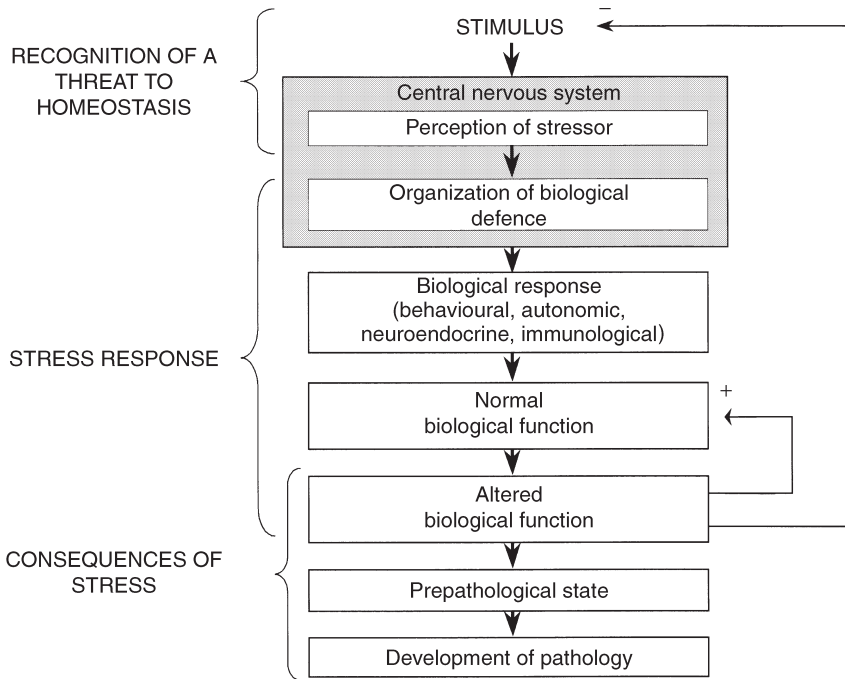 STIMULUS
−
RECOGNITION OF A
THREAT TO
HOMEOSTASIS
Central nervous system
Perception of stressor
Organization of biological
defence
Biological response
(behavioural, autonomic,
neuroendocrine, immunological)
STRESS RESPONSE
Normal
biological function
+
Altered
biological function
CONSEQUENCES OF
STRESS
Prepathological state
Development of pathology